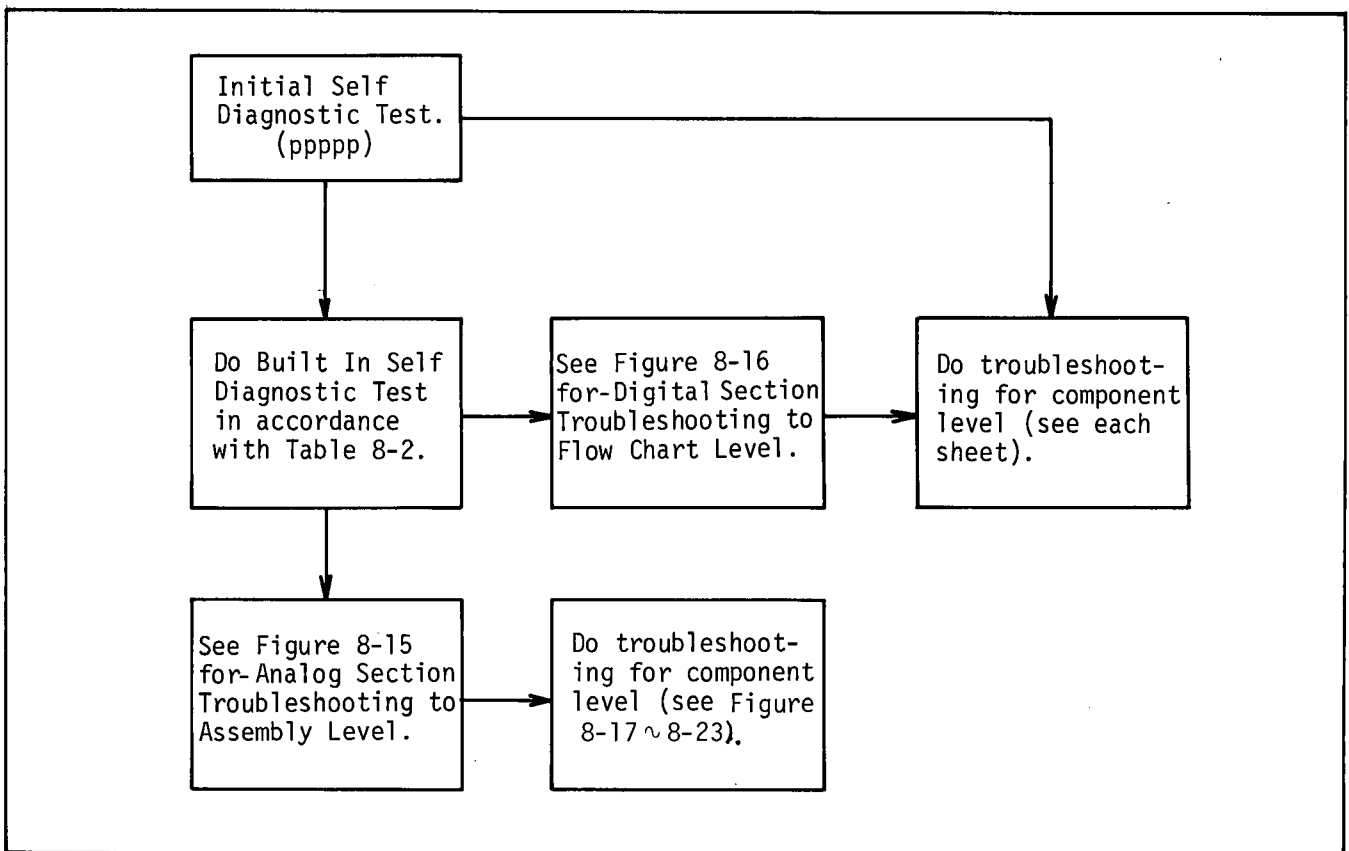 Initial Self
Diagnostic Test.
(ppppp)
Do Built In Self
Diagnostic Test
in accordance
with Table 8-2.
See Figure 8-16
for-Digital Section
Troubleshooting to
Flow Chart Level.
Do troubleshoot-
ing for component
level (see each
sheet).
See Figure 8-15
for-Analog Section
Troubleshooting to
Assembly Level.
Do troubleshoot-
ing for component
level (see Figure
8-17 ~ 8-23).